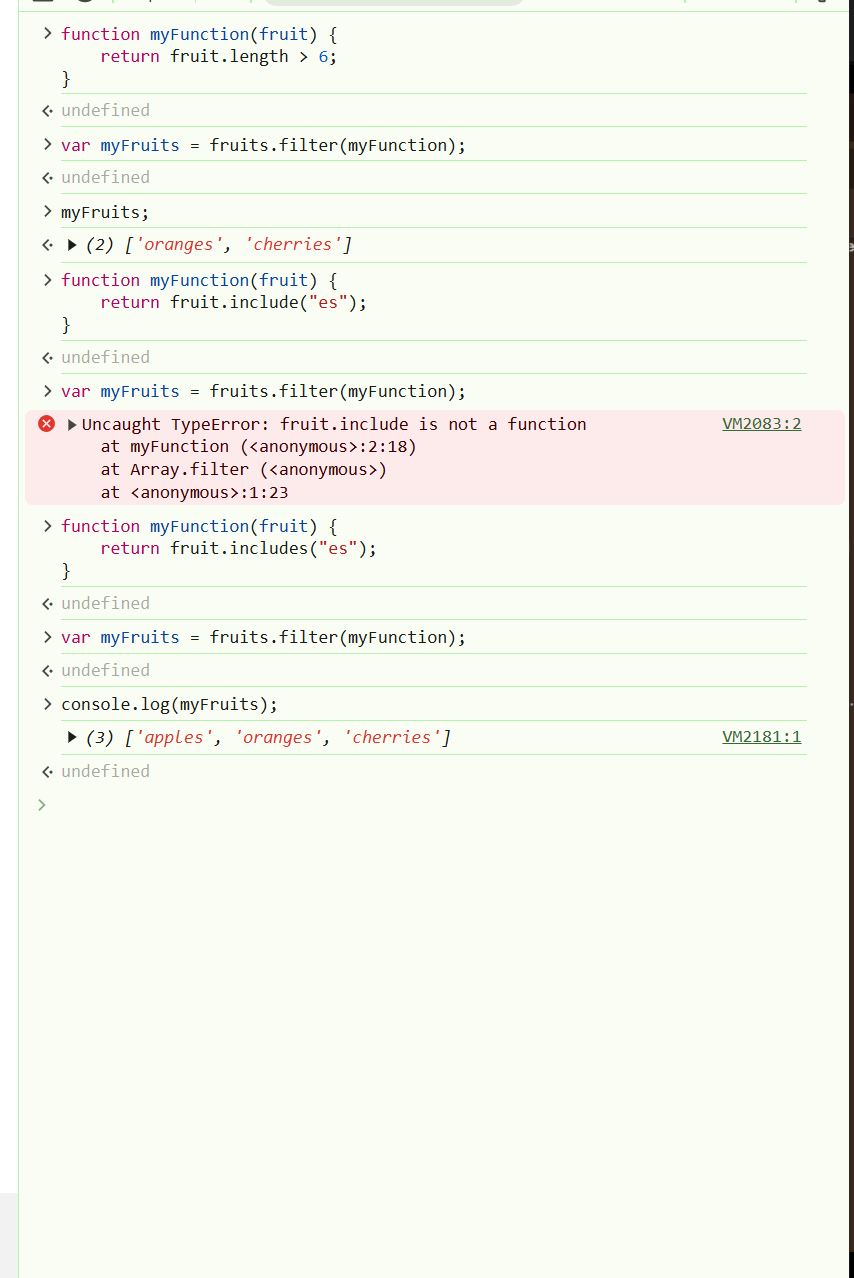 > function myFunction(fruit) {
return fruit.length > 6;
}
undefined
> var myFruits = fruits.filter(myFunction);
undefined
> myFruits;
(2) ['oranges', 'cherries']
> function myFunction(fruit) {
return fruit.include("es");
}
undefined
> var myFruits = fruits.filter(myFunction);
Uncaught TypeError: fruit.include is not a function VM2083:2
at myFunction (<anonymous>:2:18)
at Array.filter (<anonymous>)
at <anonymous>:1:23
> function myFunction(fruit) {
return fruit.includes("es");
}
undefined
> var myFruits = fruits.filter(myFunction);
undefined
> console.log(myFruits);
(3) ['apples', 'oranges', 'cherries'] VM2181:1
undefined
>